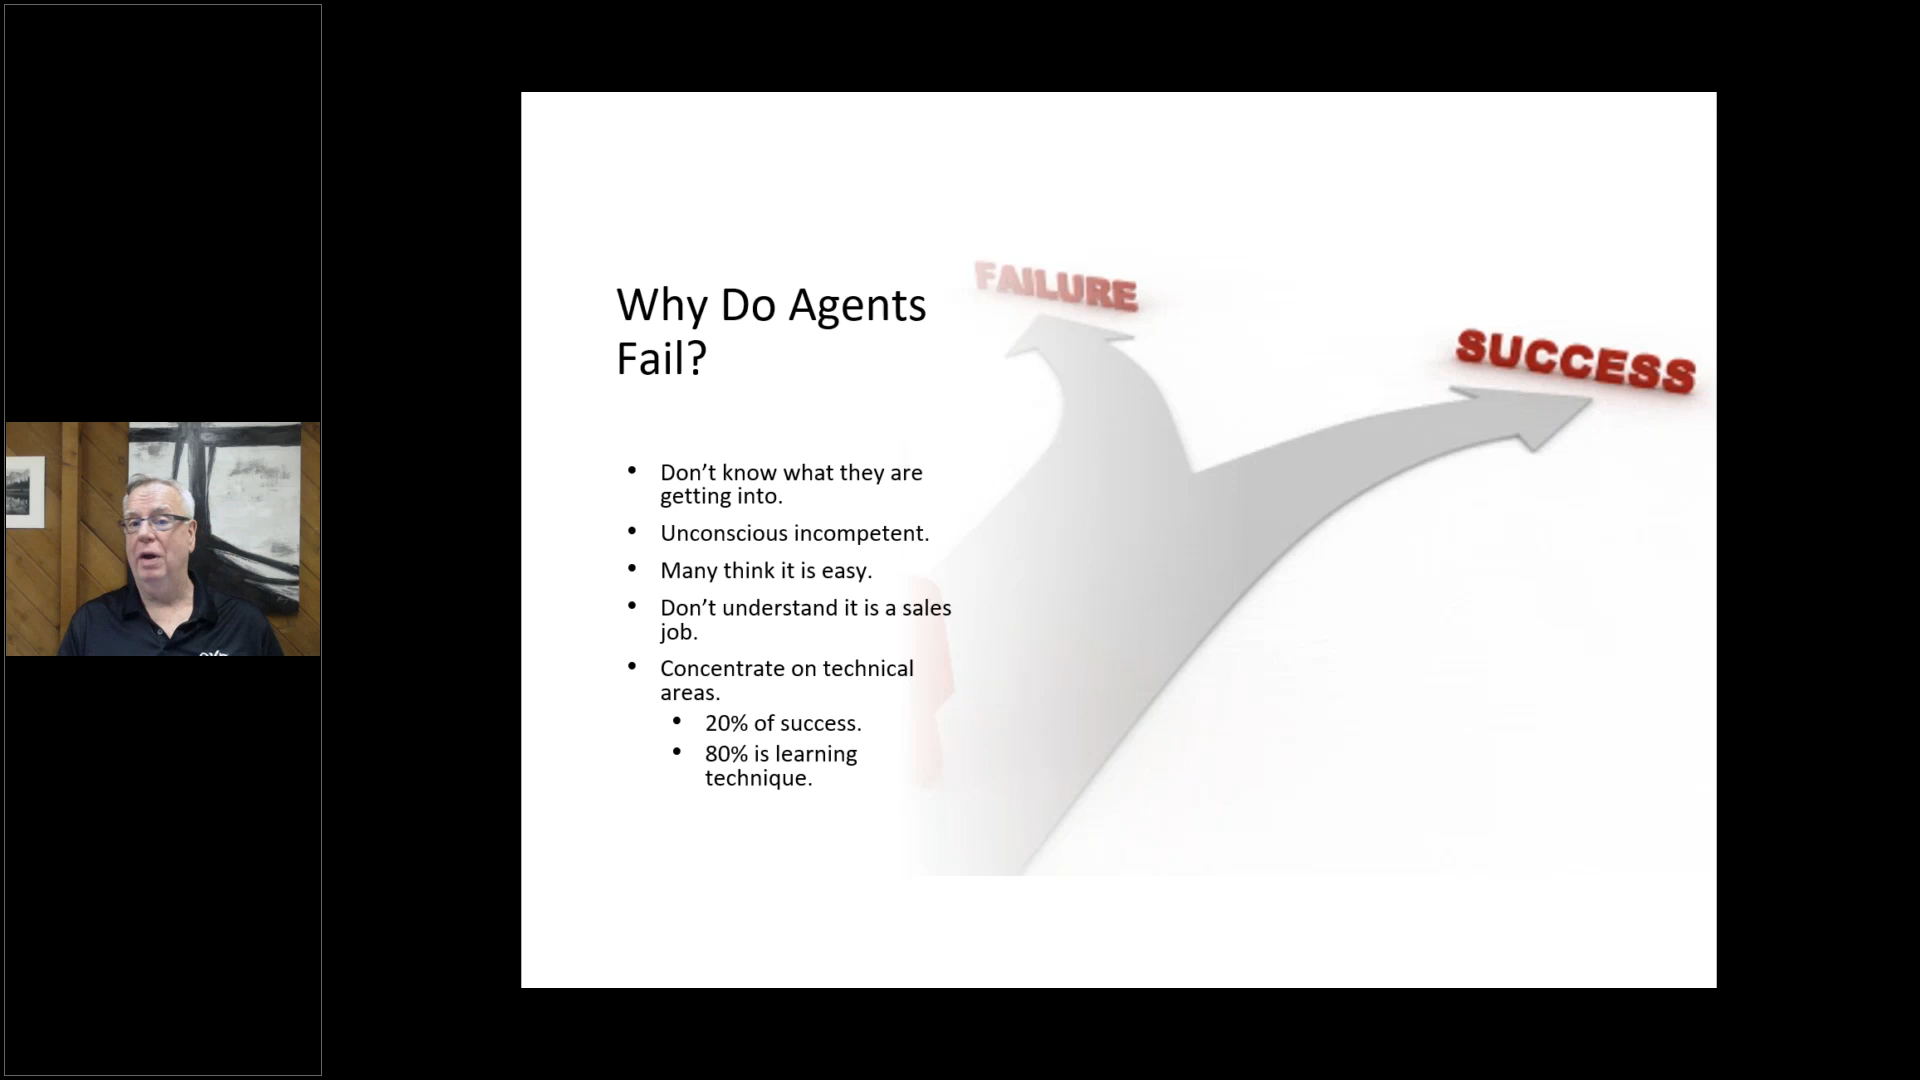 FAILURE
SUCCESS
Why Do Agents
Fail?
• Don’t know what they are
getting into.
• Unconscious incompetent.
• Many think it is easy.
• Don’t understand it is a sales
job.
• Concentrate on technical
areas.
• 20% of success.
• 80% is learning
technique.